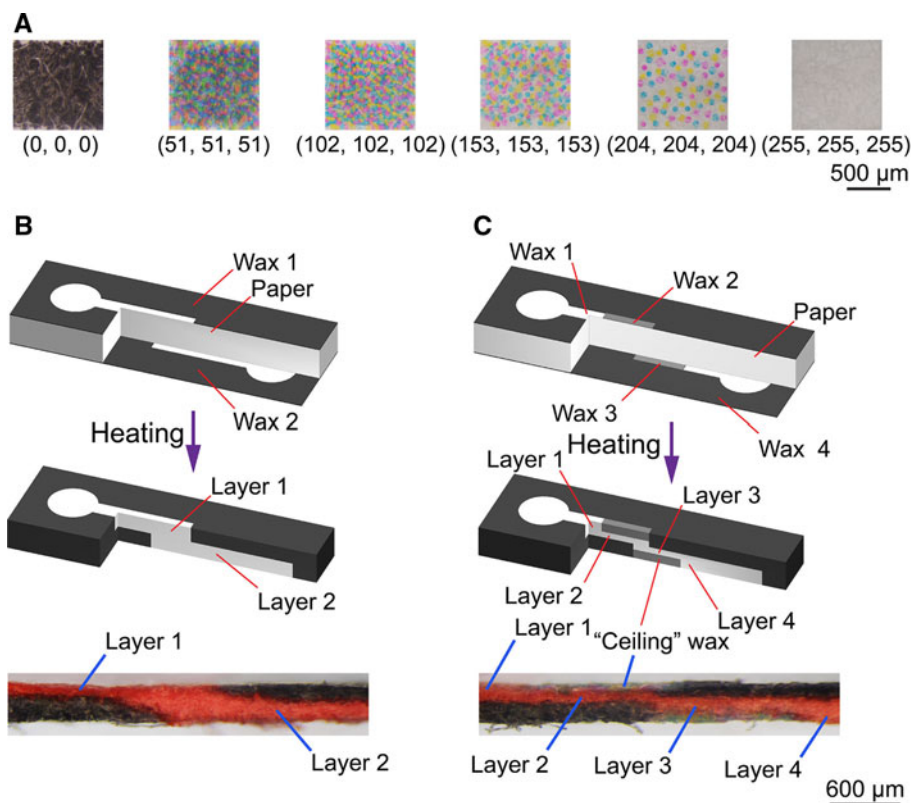 A
(0, 0, 0) (51, 51, 51) (102, 102, 102) (153, 153, 153) (204, 204, 204) (255, 255, 255)
500 μm
B
Wax 1
Paper
Wax 2
Heating
Layer 1
Layer 2
Layer 1
Layer 2
C
Wax 1
Wax 2
Paper
Wax 3
Wax 4
Heating
Layer 1
Layer 3
Layer 2
Layer 4
Layer 1
“Ceiling” wax
Layer 2
Layer 3
Layer 4
600 μm